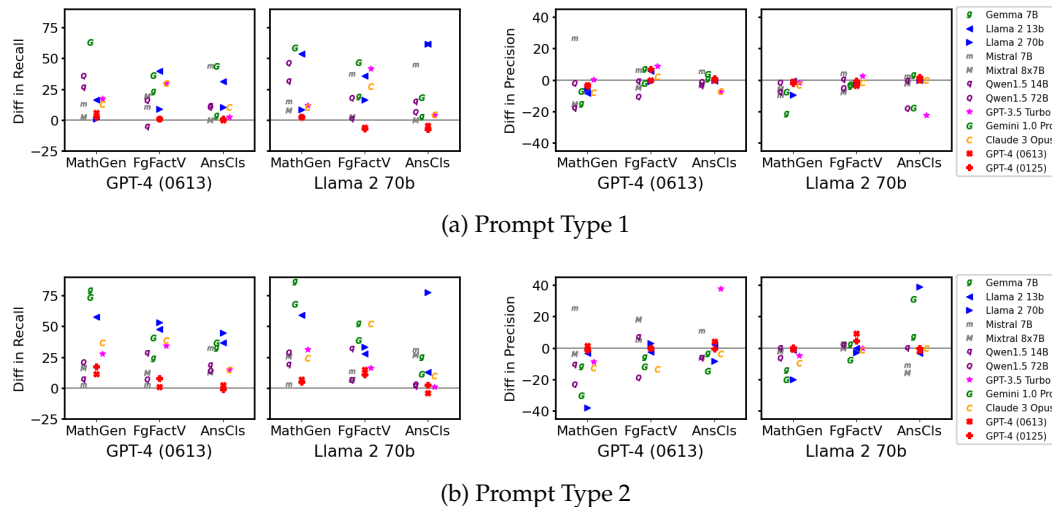 Diff in Recall
75
50
25
0
−25
MathGen FgFactV AnsCls
GPT-4 (0613)
MathGen FgFactV AnsCls
Llama 2 70b
Diff in Precision
40
20
0
−20
−40
MathGen FgFactV AnsCls
GPT-4 (0613)
MathGen FgFactV AnsCls
Llama 2 70b
g Gemma 7B
Llama 2 13b
Llama 2 70b
m Mistral 7B
M Mixtral 8x7B
q Qwen1.5 14B
Q Qwen1.5 72B
GPT-3.5 Turbo
G Gemini 1.0 Pro
C Claude 3 Opus
GPT-4 (0613)
GPT-4 (0125)
(a) Prompt Type 1
Diff in Recall
75
50
25
0
−25
MathGen FgFactV AnsCls
GPT-4 (0613)
MathGen FgFactV AnsCls
Llama 2 70b
Diff in Precision
40
20
0
−20
−40
MathGen FgFactV AnsCls
GPT-4 (0613)
MathGen FgFactV AnsCls
Llama 2 70b
g Gemma 7B
Llama 2 13b
Llama 2 70b
m Mistral 7B
M Mixtral 8x7B
q Qwen1.5 14B
Q Qwen1.5 72B
GPT-3.5 Turbo
G Gemini 1.0 Pro
C Claude 3 Opus
GPT-4 (0613)
GPT-4 (0125)
(b) Prompt Type 2